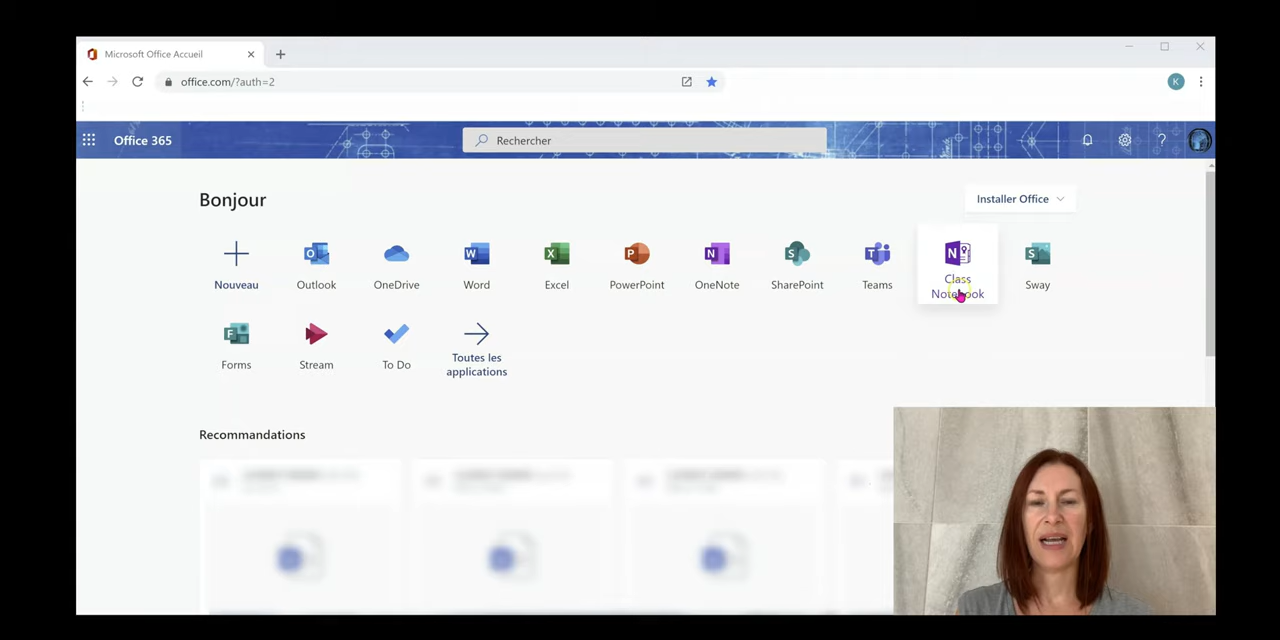 Microsoft Office Accueil
office.com/?auth=2
K
Office 365
Rechercher
Bonjour
Installer Office
Nouveau
Outlook
OneDrive
Word
Excel
PowerPoint
OneNote
SharePoint
Teams
Class
Notebook
Sway
Forms
Stream
To Do
Toutes les
applications
Recommandations